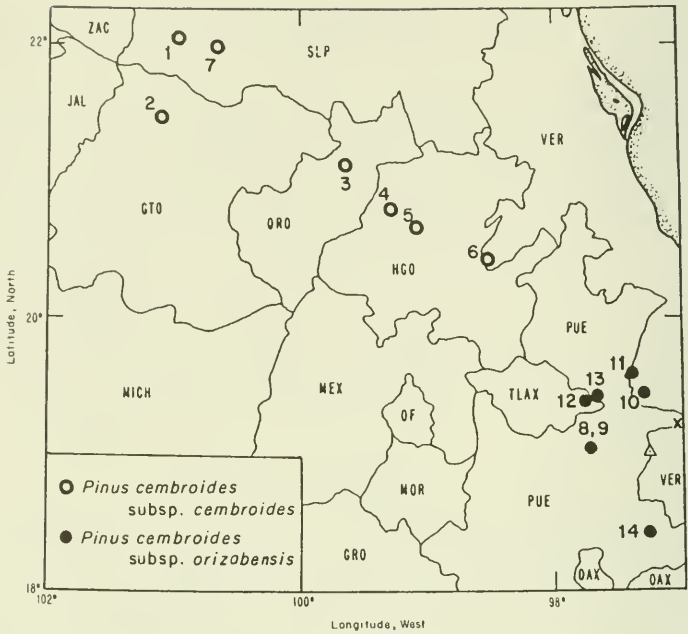 22°
ZAC
1
7
SLP
JAL
2
VER
3
GTO
QRO
4
5
6
HGO
Latitude, North
20°
PUE
MICH
MEX
TLAX
11
13
12
10
DF
8,9
x
VER
MOR
PUE
14
Pinus cembroides
subsp. cembroides
Pinus cembroides
subsp. orizabensis
GRO
OAX
OAX
18°
102°
100°
98°
Longitude, West